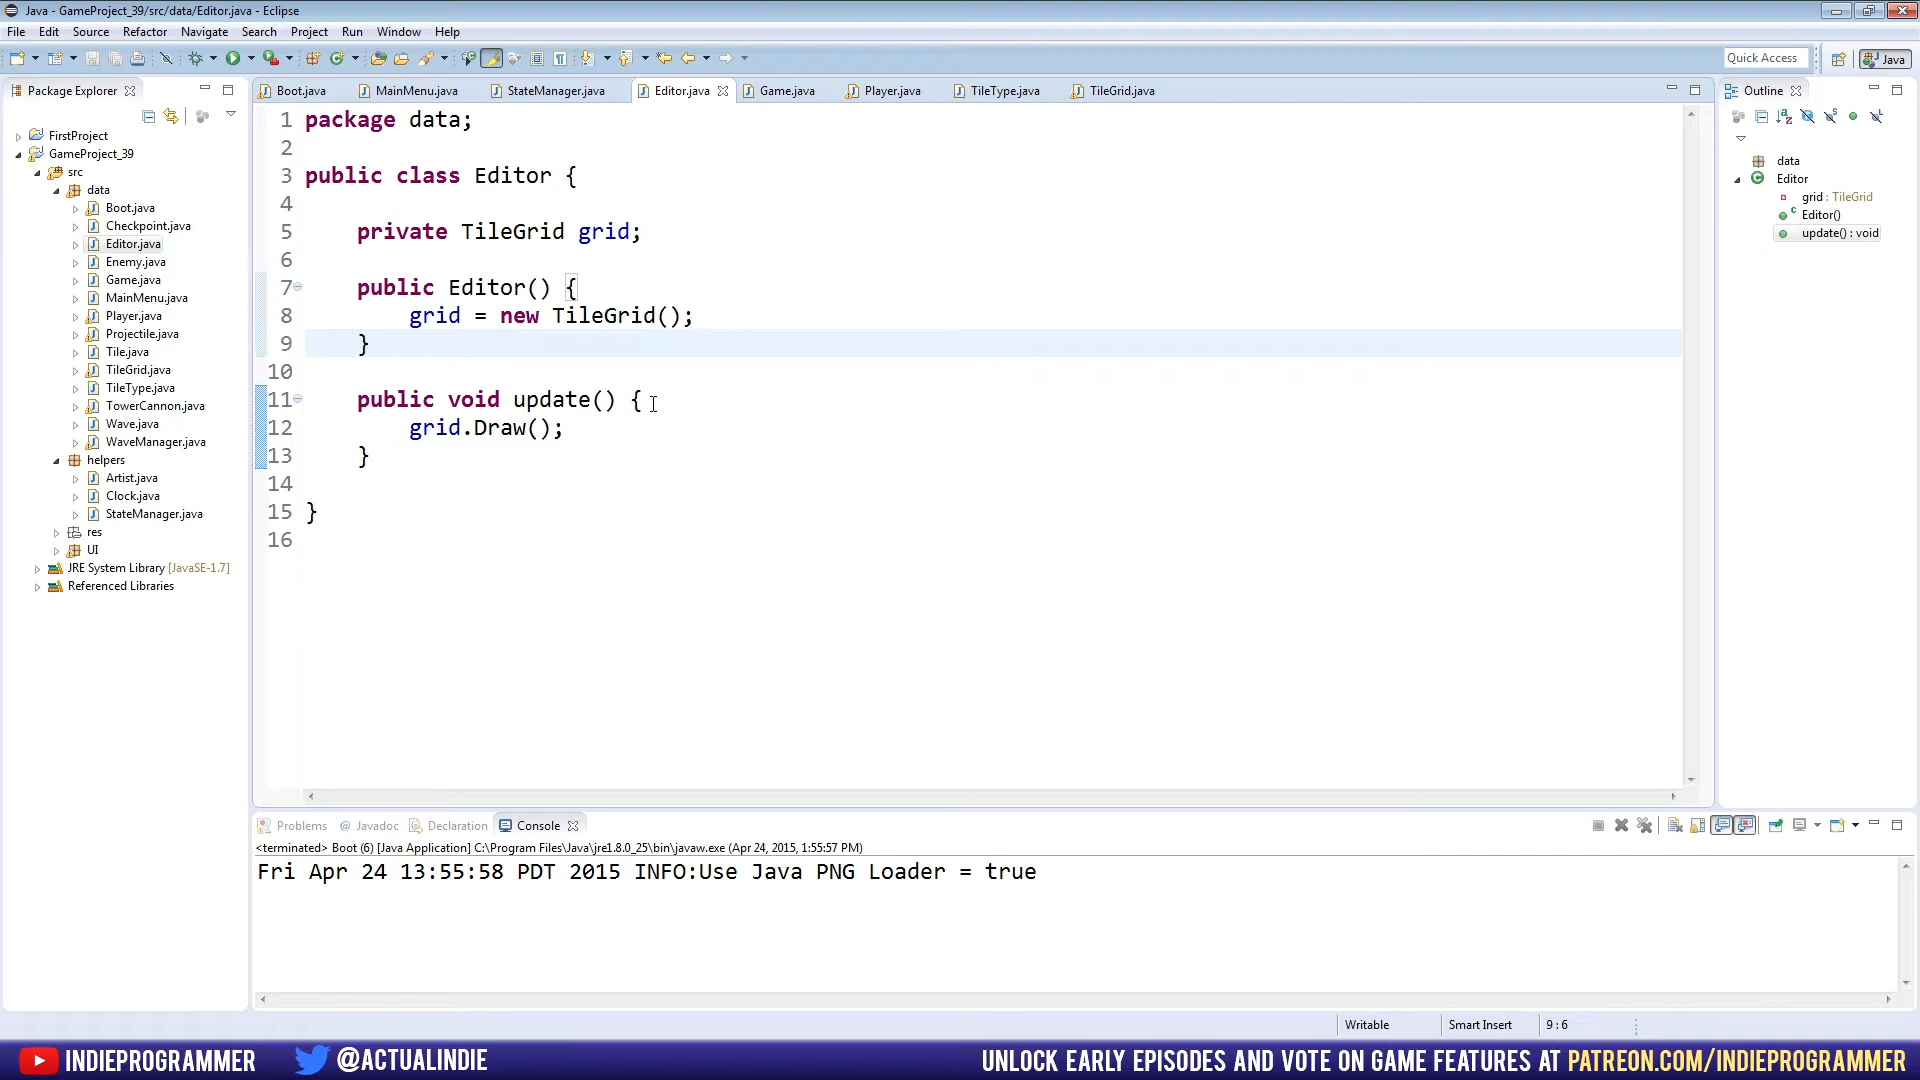 Java - GameProject_39/src/data/Editor.java - Eclipse
File Edit Source Refactor Navigate Search Project Run Window Help
Quick Access
Java
Package Explorer
FirstProject
GameProject_39
src
data
Boot.java
Checkpoint.java
Editor.java
Enemy.java
Game.java
MainMenu.java
Player.java
Projectile.java
Tile.java
TileGrid.java
TileType.java
TowerCannon.java
Wave.java
WaveManager.java
helpers
Artist.java
Clock.java
StateManager.java
res
UI
JRE System Library [JavaSE-1.7]
Referenced Libraries
Boot.java MainMenu.java StateManager.java Editor.java Game.java Player.java TileType.java TileGrid.java
1 package data;
2
3 public class Editor {
4
5 private TileGrid grid;
6
7 public Editor() {
8 grid = new TileGrid();
9 }
10
11 public void update() {
12 grid.Draw();
13 }
14
15 }
16
Outline
data
Editor
grid : TileGrid
Editor()
update() : void
Problems @ Javadoc Declaration Console
<terminated> Boot (6) [Java Application] C:\Program Files\Java\jre1.8.0_25\bin\javaw.exe (Apr 24, 2015, 1:55:57 PM)
Fri Apr 24 13:55:58 PDT 2015 INFO:Use Java PNG Loader = true
Writable Smart Insert 9 : 6
INDIEPROGRAMMER @ACTUALINDIE UNLOCK EARLY EPISODES AND VOTE ON GAME FEATURES AT PATREON.COM/INDIEPROGRAMMER